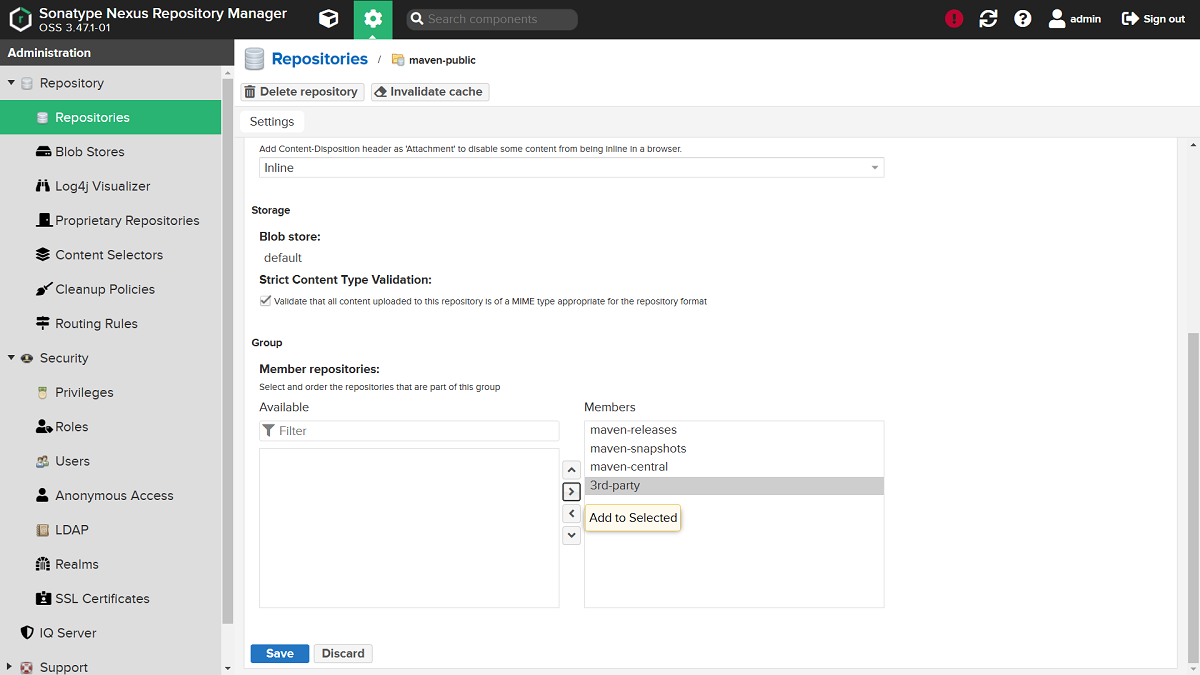 Sonatype Nexus Repository Manager
OSS 3.47.1-01
Search components
admin
Sign out
Administration
Repository
Repositories
Blob Stores
Log4j Visualizer
Proprietary Repositories
Content Selectors
Cleanup Policies
Routing Rules
Security
Privileges
Roles
Users
Anonymous Access
LDAP
Realms
SSL Certificates
IQ Server
Support
Repositories / maven-public
Delete repository
Invalidate cache
Settings
Add Content-Disposition header as 'Attachment' to disable some content from being inline in a browser.
Inline
Storage
Blob store:
default
Strict Content Type Validation:
Validate that all content uploaded to this repository is of a MIME type appropriate for the repository format
Group
Member repositories:
Select and order the repositories that are part of this group
Available
Filter
Members
maven-releases
maven-snapshots
maven-central
3rd-party
Add to Selected
Save
Discard